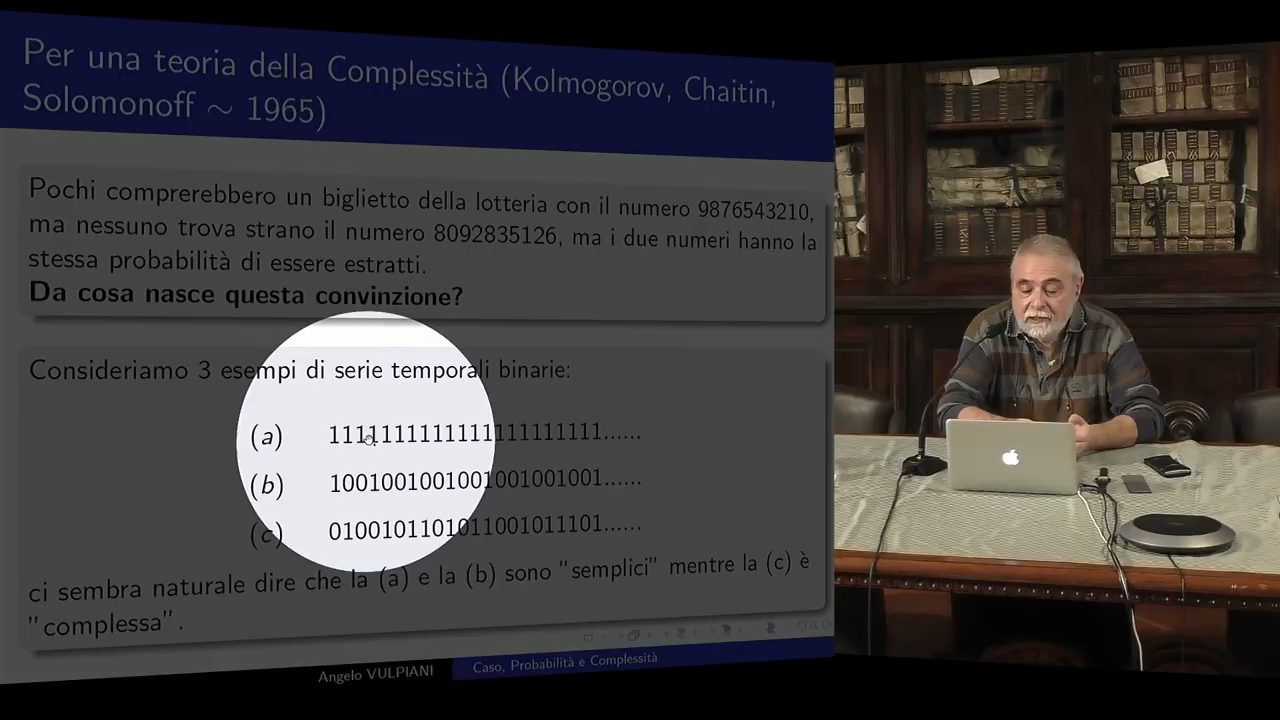 Per una teoria della Complessità (Kolmogorov, Chaitin,
Solomonoff ∼ 1965)
Pochi comprerebbero un biglietto della lotteria con il numero 9876543210,
ma nessuno trova strano il numero 8092835126, ma i due numeri hanno la
stessa probabilità di essere estratti.
Da cosa nasce questa convinzione?
Consideriamo 3 esempi di serie temporali binarie:
(a) 111111111111111111111......
(b) 1001001001001001001001......
(c) 0100101101011001011101......
ci sembra naturale dire che la (a) e la (b) sono "semplici" mentre la (c) è
"complessa".
Angelo VULPIANI
Caso, Probabilità e Complessità